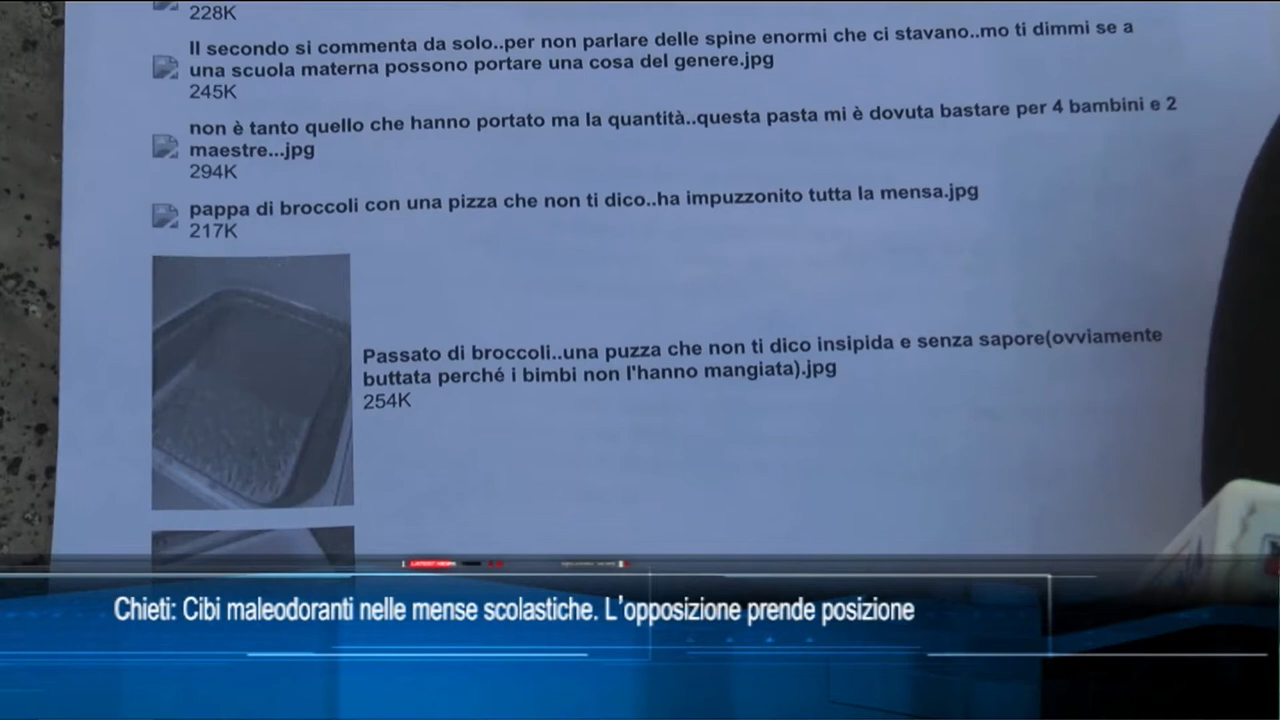 228K
Il secondo si commenta da solo..per non parlare delle spine enormi che ci stavano..mo ti dimmi se a
una scuola materna possono portare una cosa del genere.jpg
245K
non è tanto quello che hanno portato ma la quantità..questa pasta mi è dovuta bastare per 4 bambini e 2
maestre...jpg
294K
pappa di broccoli con una pizza che non ti dico..ha impuzzonito tutta la mensa.jpg
217K
Passato di broccoli..una puzza che non ti dico insipida e senza sapore(ovviamente
buttata perché i bimbi non l'hanno mangiata).jpg
254K
LATEST NEWS
Chieti: Cibi maleodoranti nelle mense scolastiche. L'opposizione prende posizione